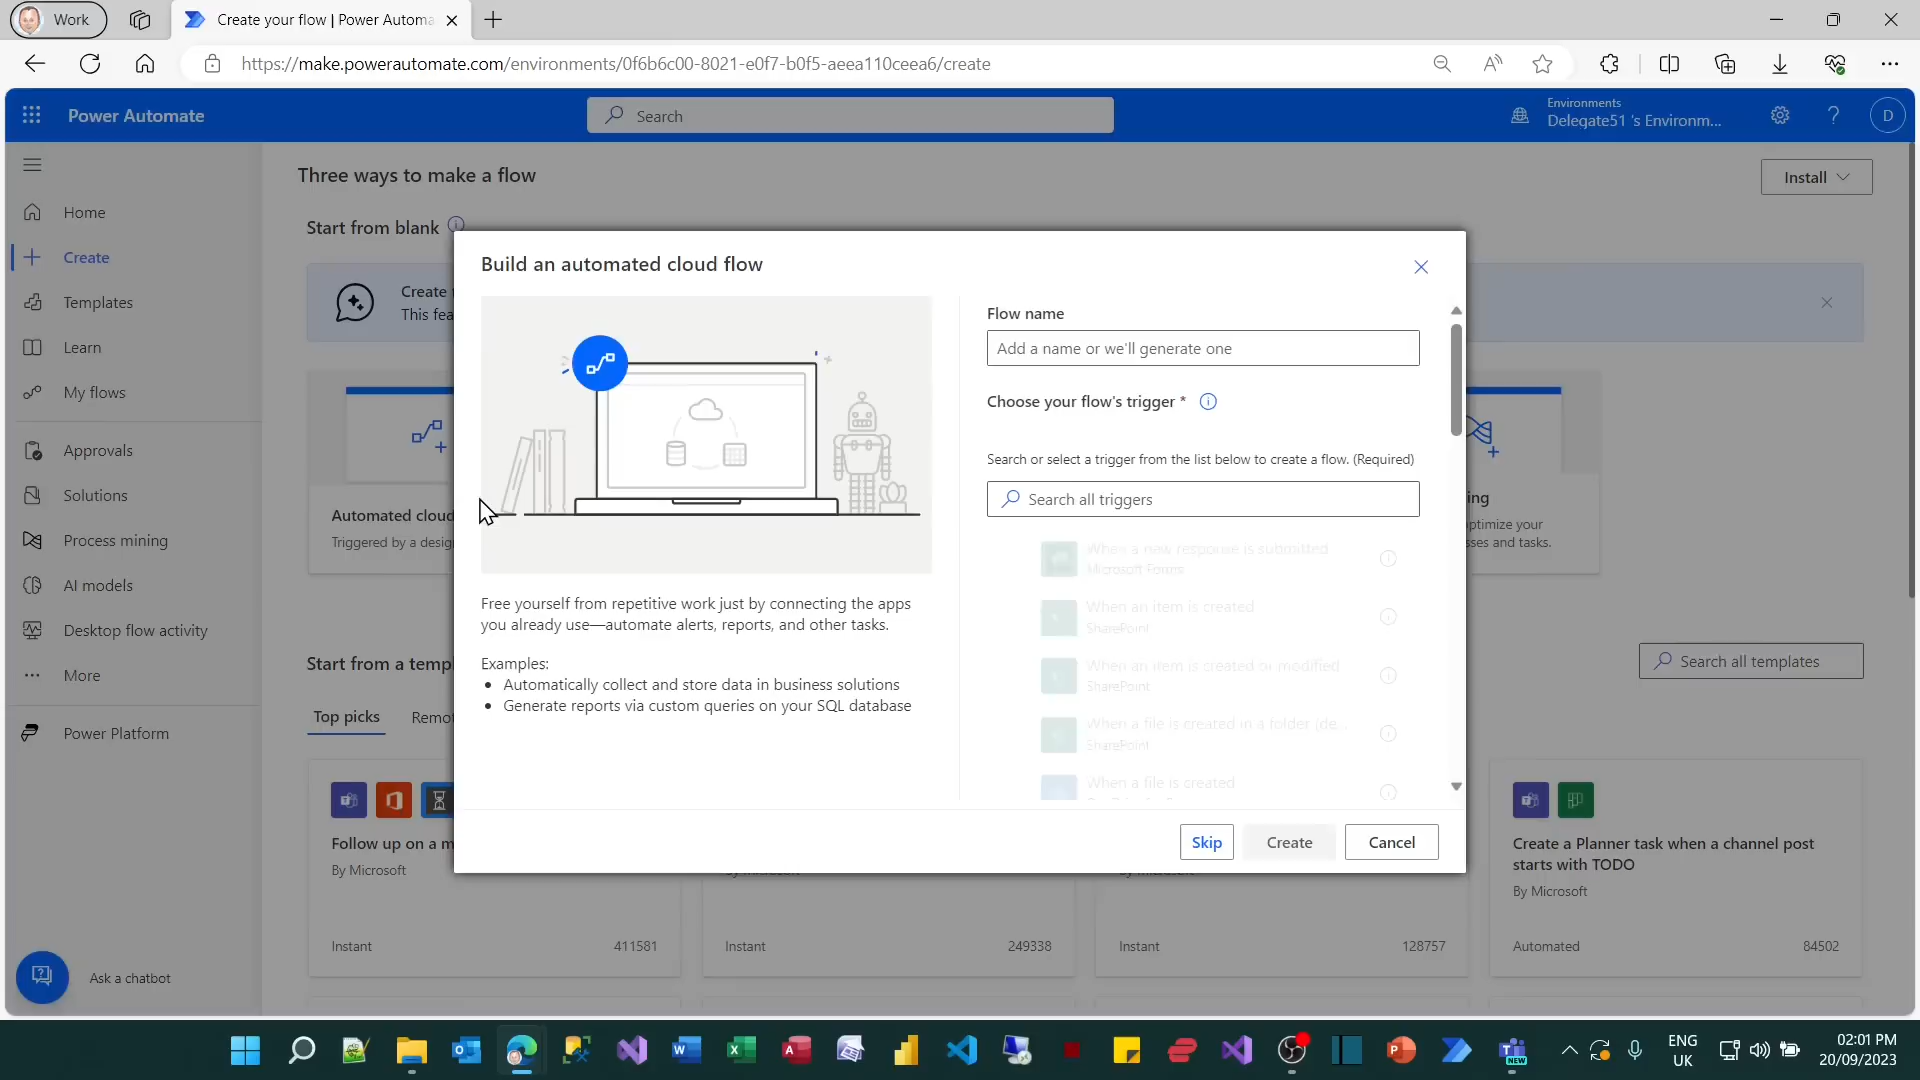 Work
Create your flow | Power Automa
https://make.powerautomate.com/environments/0f6b6c00-8021-e0f7-b0f5-aeea110ceea6/create
Power Automate
Search
Environments
Delegate51 's Environm...
D
Three ways to make a flow
Install
Home
Start from blank
Create
Templates
Learn
My flows
Approvals
Solutions
Process mining
AI models
Desktop flow activity
More
Power Platform
Ask a chatbot
Create
This fea
Automated cloud
Triggered by a desig
ing
ptimize your
sses and tasks.
Build an automated cloud flow
Free yourself from repetitive work just by connecting the apps
you already use—automate alerts, reports, and other tasks.
Examples:
• Automatically collect and store data in business solutions
• Generate reports via custom queries on your SQL database
Flow name
Add a name or we'll generate one
Choose your flow's trigger *
Search or select a trigger from the list below to create a flow. (Required)
Search all triggers
When a new response is submitted
Microsoft Forms
When an item is created
SharePoint
When an item is created or modified
SharePoint
When a file is created in a folder (de...
SharePoint
When a file is created
Skip
Create
Cancel
Start from a templ
Search all templates
Top picks
Remot
Follow up on a m
By Microsoft
Instant
411581
Instant
249338
Instant
128757
Create a Planner task when a channel post
starts with TODO
By Microsoft
Automated
84502
NEW
ENG
UK
02:01 PM
20/09/2023